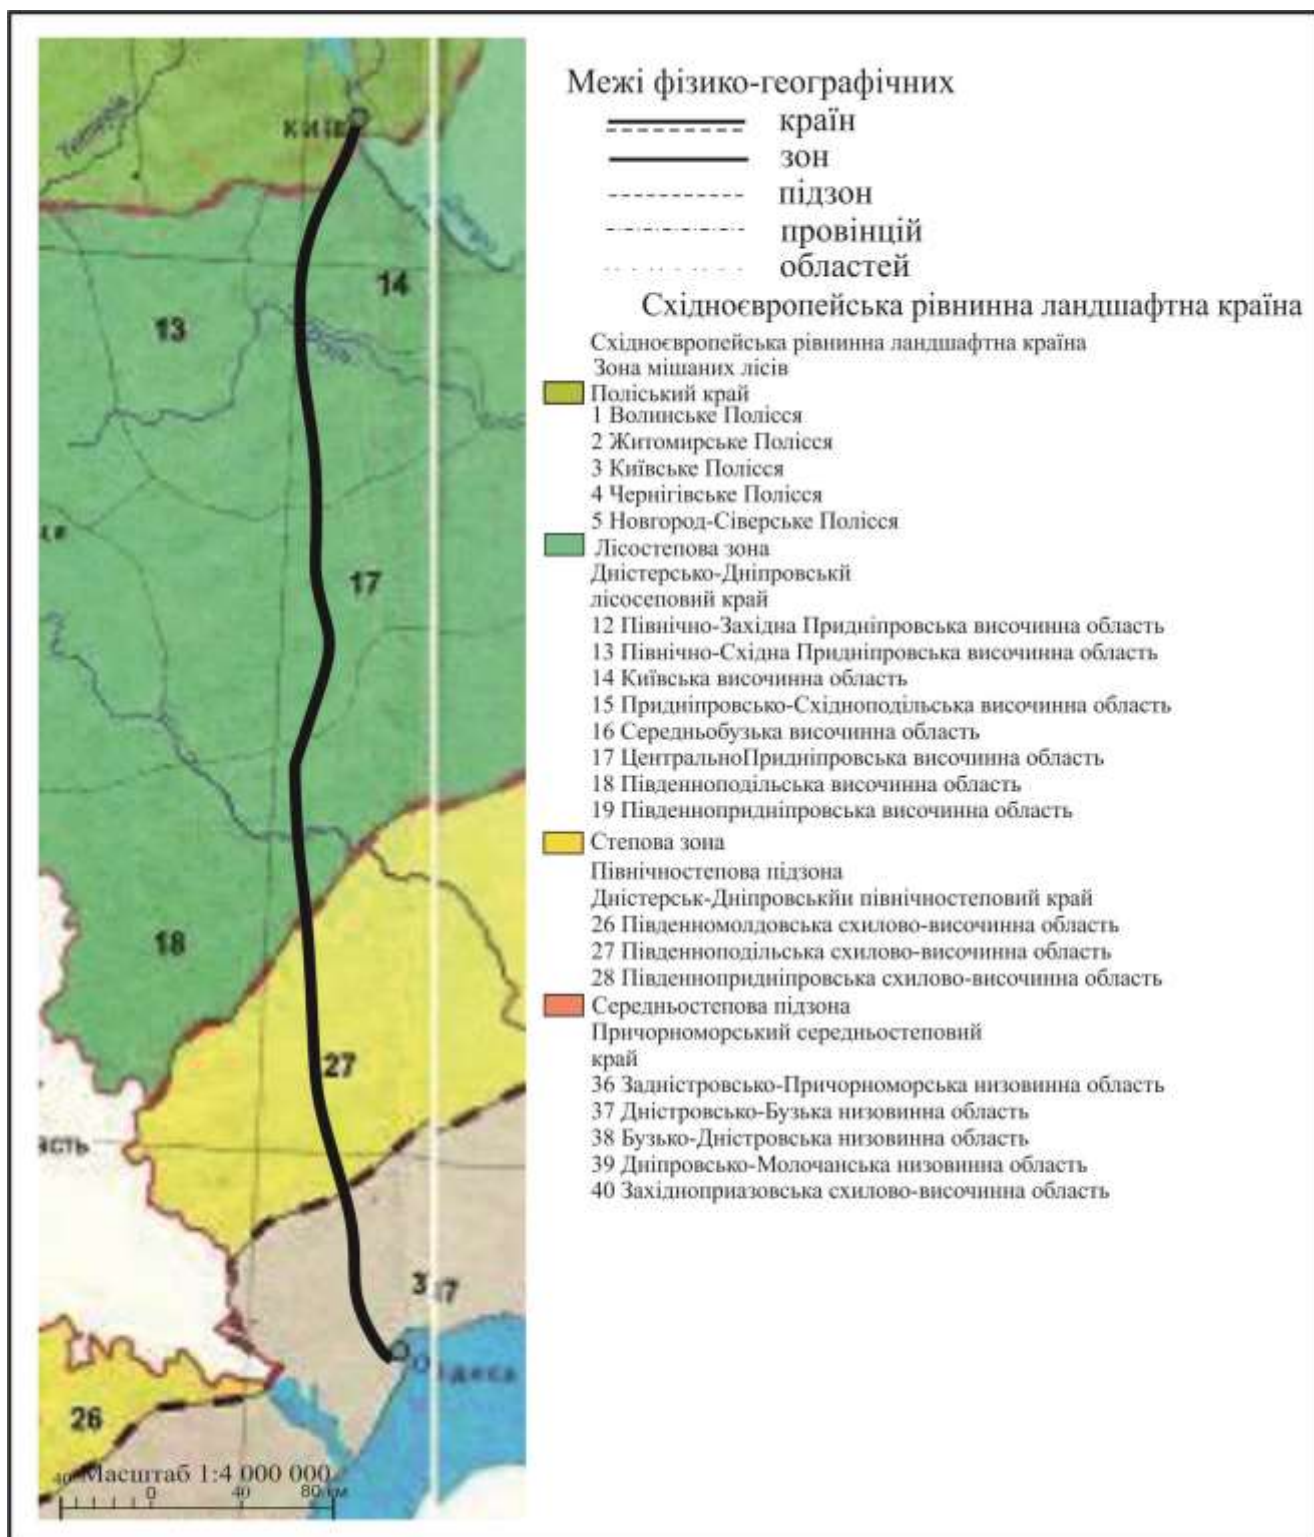 Тетерів
КИЇВ
14
13
17
18
27
ясть
37
Одеса
26
Масштаб 1:4 000 000
40 0 40 80 км
Межі фізико-географічних
країн
зон
підзон
провінцій
областей
Східноєвропейська рівнинна ландшафтна країна
Східноєвропейська рівнинна ландшафтна країна
Зона мішаних лісів
Поліський край
1 Волинське Полісся
2 Житомирське Полісся
3 Київське Полісся
4 Чернігівське Полісся
5 Новгород-Сіверське Полісся
Лісостепова зона
Дністерсько-Дніпровськй
лісосеповий край
12 Північно-Західна Придніпровська височинна область
13 Північно-Східна Придніпровська височинна область
14 Київська височинна область
15 Придніпровсько-Східноподільська височинна область
16 Середньобузька височинна область
17 ЦентральноПридніпровська височинна область
18 Південноподільська височинна область
19 Південнопридніпровська височинна область
Степова зона
Північностепова підзона
Дністерськ-Дніпровськйи північностеповий край
26 Південномолдовська схилово-височинна область
27 Південноподільська схилово-височинна область
28 Південнопридніпровська схилово-височинна область
Середньостепова підзона
Причорноморський середньостеповий
край
36 Задністровсько-Причорноморська низовинна область
37 Дністровсько-Бузька низовинна область
38 Бузько-Дністровська низовинна область
39 Дніпровсько-Молочанська низовинна область
40 Західноприазовська схилово-височинна область